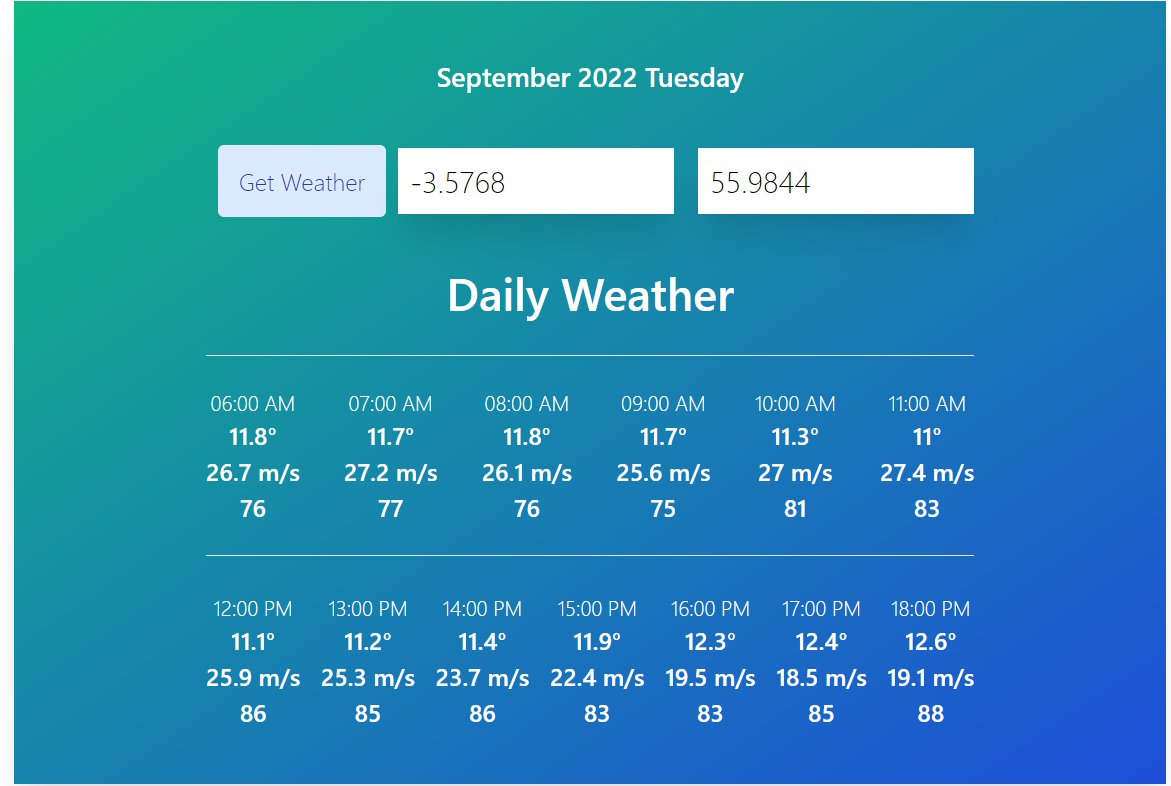 September 2022 Tuesday
Get Weather -3.5768 55.9844
Daily Weather
06:00 AM 07:00 AM 08:00 AM 09:00 AM 10:00 AM 11:00 AM
11.8° 11.7° 11.8° 11.7° 11.3° 11°
26.7 m/s 27.2 m/s 26.1 m/s 25.6 m/s 27 m/s 27.4 m/s
76 77 76 75 81 83
12:00 PM 13:00 PM 14:00 PM 15:00 PM 16:00 PM 17:00 PM 18:00 PM
11.1° 11.2° 11.4° 11.9° 12.3° 12.4° 12.6°
25.9 m/s 25.3 m/s 23.7 m/s 22.4 m/s 19.5 m/s 18.5 m/s 19.1 m/s
86 85 86 83 83 85 88